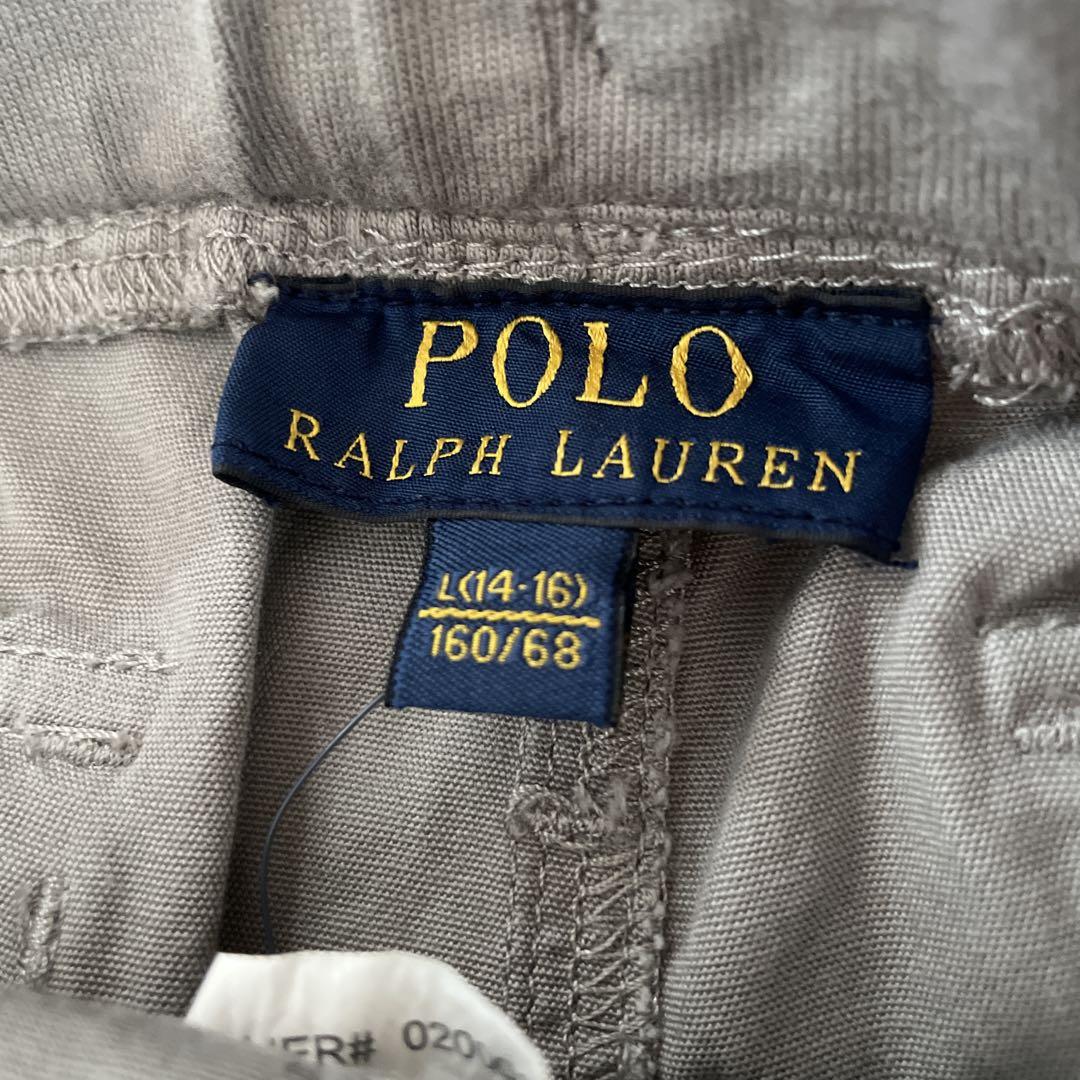 POLO
RALPH LAUREN
L(14-16)
160/68